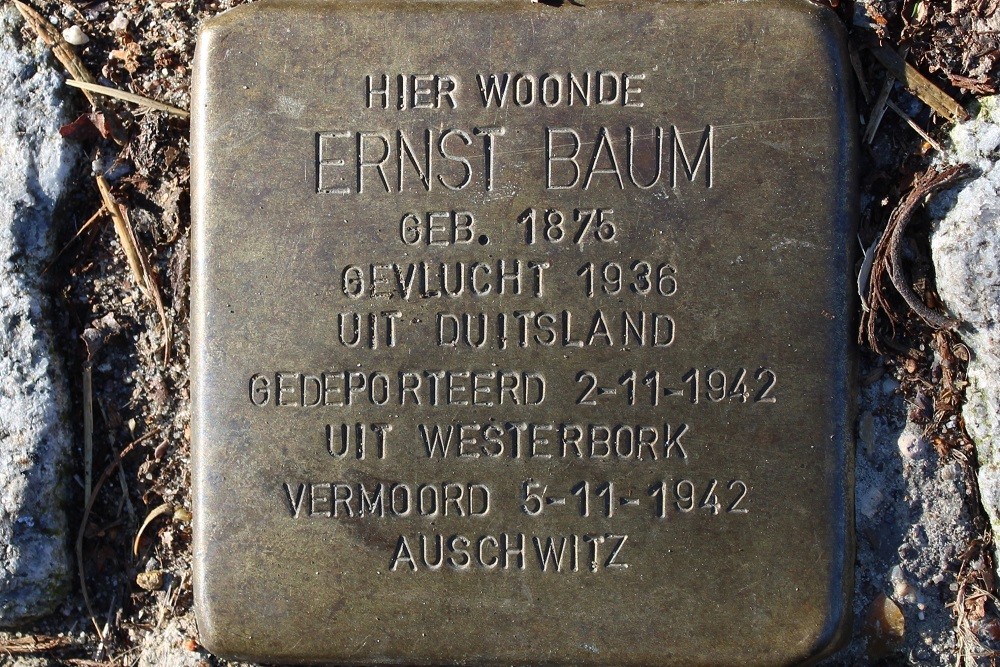 HIER WOONDE
ERNST BAUM
GEB. 1875
GEVLUCHT 1936
UIT DUITSLAND
GEDEPORTEERD 2-11-1942
UIT WESTERBORK
VERMOORD 5-11-1942
AUSCHWITZ